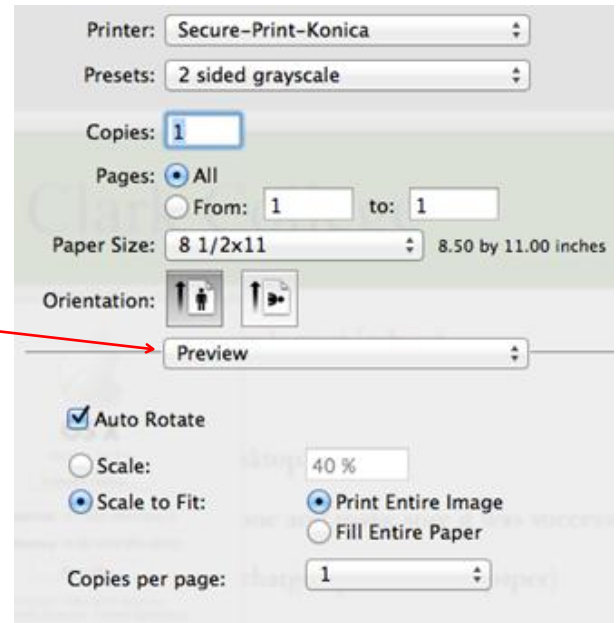 Printer: Secure-Print-Konica
Presets: 2 sided grayscale
Copies: 1
Pages: All
From: 1 to: 1
Paper Size: 8 1/2x11 8.50 by 11.00 inches
Orientation:
Preview
Auto Rotate
Scale: 40 %
Scale to Fit: Print Entire Image
Fill Entire Paper
Copies per page: 1